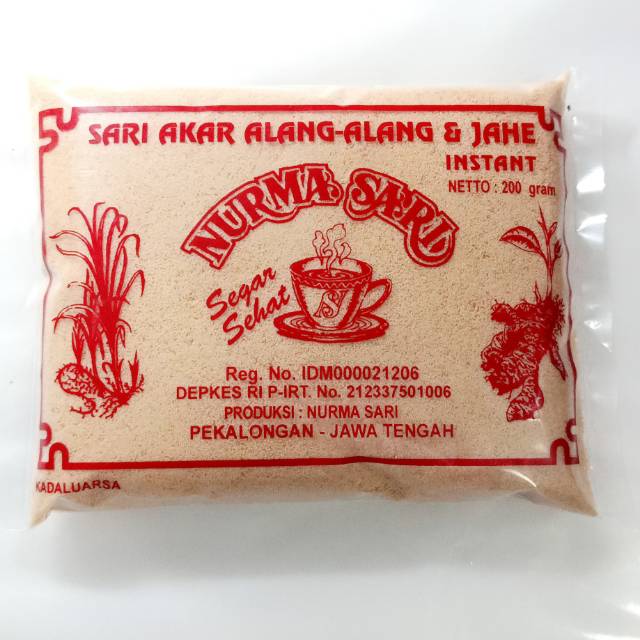 SARI AKAR ALANG-ALANG & JAHE
INSTANT
NETTO : 200 gram
NURMA SARI
Segar
Sehat
NS
Reg. No. IDM000021206
DEPKES RI P-IRT. No. 212337501006
PRODUKSI : NURMA SARI
PEKALONGAN - JAWA TENGAH
KADALUARSA